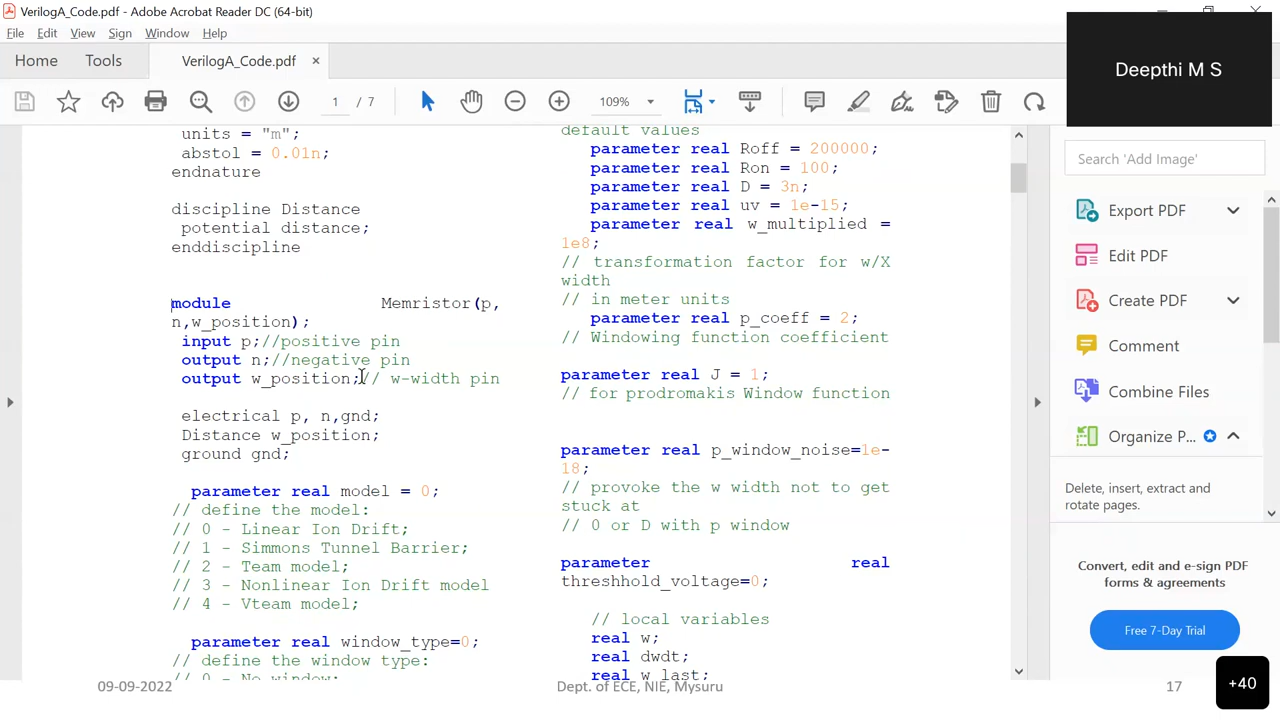 VerilogA_Code.pdf - Adobe Acrobat Reader DC (64-bit)
File Edit View Sign Window Help
Home Tools VerilogA_Code.pdf ×
1 / 7 109%
Deepthi M S
units = "m";
abstol = 0.01n;
endnature
discipline Distance
potential distance;
enddiscipline
module Memristor(p,
n,w_position);
input p;//positive pin
output n;//negative pin
output w_position;// w-width pin
electrical p, n,gnd;
Distance w_position;
ground gnd;
parameter real model = 0;
// define the model:
// 0 - Linear Ion Drift;
// 1 - Simmons Tunnel Barrier;
// 2 - Team model;
// 3 - Nonlinear Ion Drift model
// 4 - Vteam model;
parameter real window_type=0;
// define the window type:
// 0 - No window;
default values
parameter real Roff = 200000;
parameter real Ron = 100;
parameter real D = 3n;
parameter real uv = 1e-15;
parameter real w_multiplied =
1e8;
// transformation factor for w/X
width
// in meter units
parameter real p_coeff = 2;
// Windowing function coefficient
parameter real J = 1;
// for prodromakis Window function
parameter real p_window_noise=1e-
18;
// provoke the w width not to get
stuck at
// 0 or D with p window
parameter real
threshhold_voltage=0;
// local variables
real w;
real dwdt;
real w_last;
Search 'Add Image'
Export PDF
Edit PDF
Create PDF
Comment
Combine Files
Organize P...
Delete, insert, extract and
rotate pages.
Convert, edit and e-sign PDF
forms & agreements
Free 7-Day Trial
09-09-2022 Dept. of ECE, NIE, Mysuru 17
+40